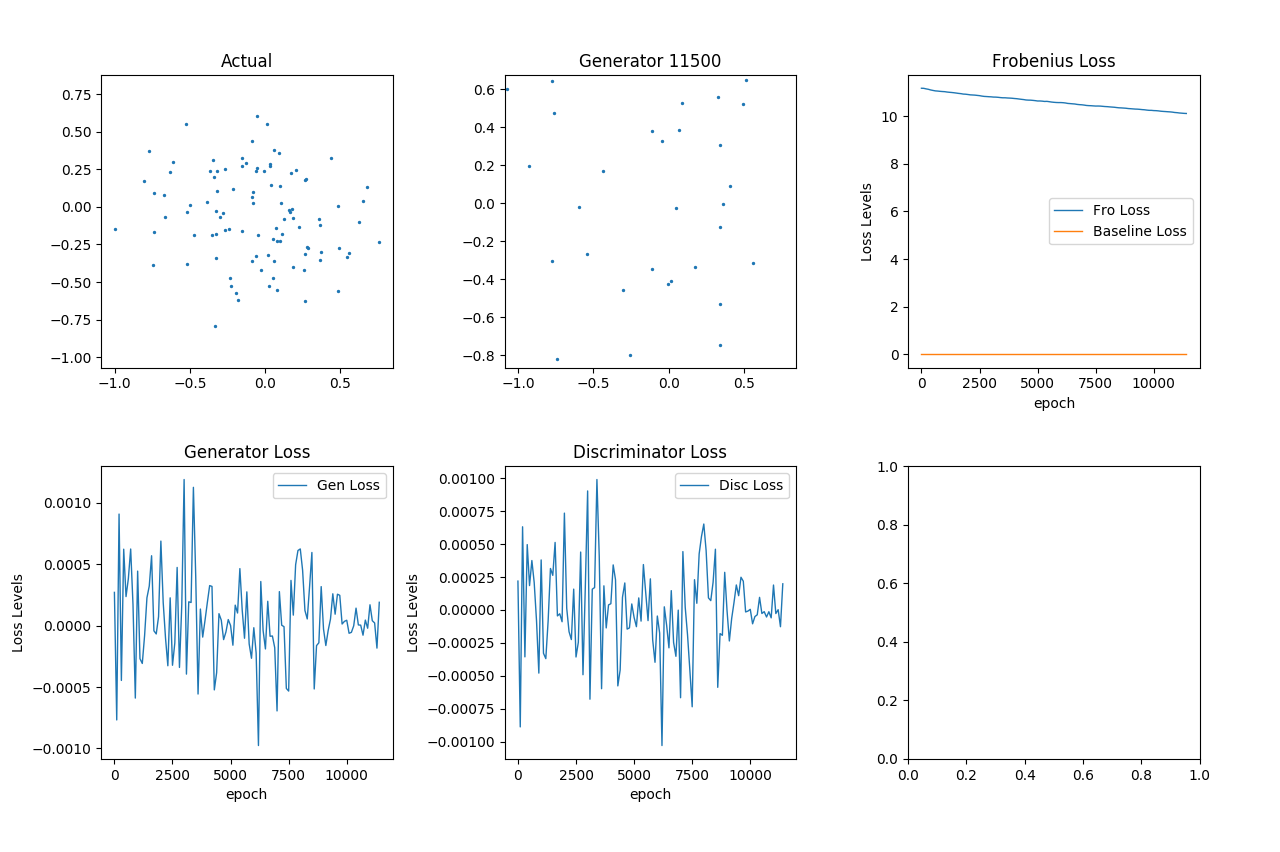 Actual
0.75
0.50
0.25
0.00
−0.25
−0.50
−0.75
−1.00
−1.0 −0.5 0.0 0.5
Generator 11500
0.6
0.4
0.2
0.0
−0.2
−0.4
−0.6
−0.8
−1.0 −0.5 0.0 0.5
Frobenius Loss
Loss Levels
10
8
6
4
2
0
Fro Loss
Baseline Loss
0 2500 5000 7500 10000
epoch
Generator Loss
Loss Levels
0.0010
0.0005
0.0000
−0.0005
−0.0010
Gen Loss
0 2500 5000 7500 10000
epoch
Discriminator Loss
Loss Levels
0.00100
0.00075
0.00050
0.00025
0.00000
−0.00025
−0.00050
−0.00075
−0.00100
Disc Loss
0 2500 5000 7500 10000
epoch
1.0
0.8
0.6
0.4
0.2
0.0
0.0 0.2 0.4 0.6 0.8 1.0